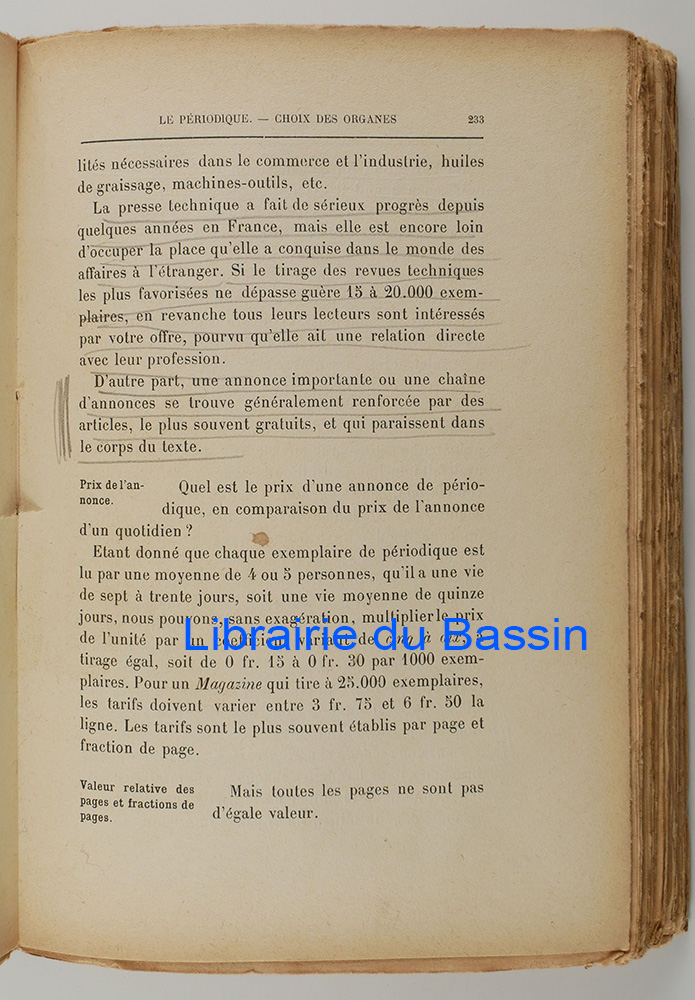 LE PÉRIODIQUE. — CHOIX DES ORGANES 233
lités nécessaires dans le commerce et l'industrie, huiles
de graissage, machines-outils, etc.
La presse technique a fait de sérieux progrès depuis
quelques années en France, mais elle est encore loin
d'occuper la place qu'elle a conquise dans le monde des
affaires à l'étranger. Si le tirage des revues techniques
les plus favorisées ne dépasse guère 15 à 20.000 exem-
plaires, en revanche tous leurs lecteurs sont intéressés
par votre offre, pourvu qu'elle ait une relation directe
avec leur profession.
D'autre part, une annonce importante ou une chaîne
d'annonces se trouve généralement renforcée par des
articles, le plus souvent gratuits, et qui paraissent dans
le corps du texte.
Prix de l'an-
nonce.
Quel est le prix d'une annonce de pério-
dique, en comparaison du prix de l'annonce
d'un quotidien ?
Etant donné que chaque exemplaire de périodique est
lu par une moyenne de 4 ou 5 personnes, qu'il a une vie
de sept à trente jours, soit une vie moyenne de quinze
jours, nous pouvons, sans exagération, multiplier le prix
de l'unité par un coefficient variant de cinq à dix, à
tirage égal, soit de 0 fr. 15 à 0 fr. 30 par 1000 exem-
plaires. Pour un Magazine qui tire à 25.000 exemplaires,
les tarifs doivent varier entre 3 fr. 75 et 6 fr. 50 la
ligne. Les tarifs sont le plus souvent établis par page et
fraction de page.
Valeur relative des
pages et fractions de
pages.
Mais toutes les pages ne sont pas
d'égale valeur.
Librairie du Bassin